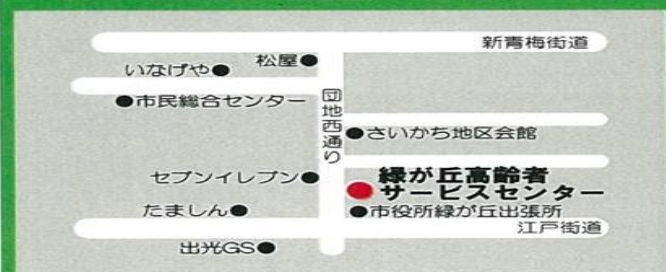 新青梅街道
松屋
いなげや
市民総合センター
団地西通り
さいかち地区会館
セブンイレブン
緑が丘高齢者
サービスセンター
たましん
市役所緑が丘出張所
江戸街道
出光GS